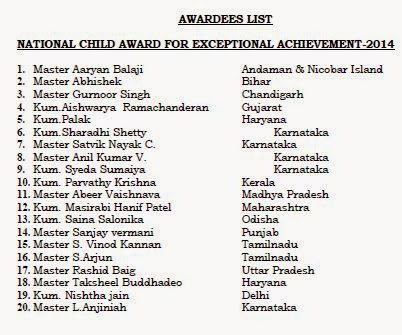 AWARDEES LIST
NATIONAL CHILD AWARD FOR EXCEPTIONAL ACHIEVEMENT-2014
1. Master Aaryan Balaji Andaman & Nicobar Island
2. Master Abhishek Bihar
3. Master Gurnoor Singh Chandigarh
4. Kum.Aishwarya Ramachanderan Gujarat
5. Kum.Palak Haryana
6. Kum.Sharadhi Shetty Karnataka
7. Master Satvik Nayak C. Karnataka
8. Master Anil Kumar V. Karnataka
9. Kum. Syeda Sumaiya Karnataka
10. Kum. Parvathy Krishna Kerala
11. Master Abeer Vaishnava Madhya Pradesh
12. Kum. Masirabi Hanif Patel Maharashtra
13. Kum. Saina Salonika Odisha
14. Master Sanjay vermani Punjab
15. Master S. Vinod Kannan Tamilnadu
16. Master S.Arjun Tamilnadu
17. Master Rashid Baig Uttar Pradesh
18. Master Taksheel Buddhadeo Haryana
19. Kum. Nishtha jain Delhi
20. Master L.Anjiniah Karnataka